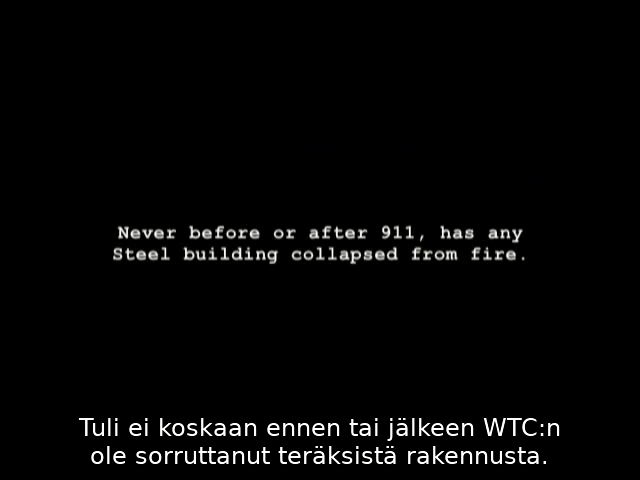 Never before or after 911, has any
Steel building collapsed from fire.
Tuli ei koskaan ennen tai jälkeen WTC:n
ole sorruttanut teräksistä rakennusta.